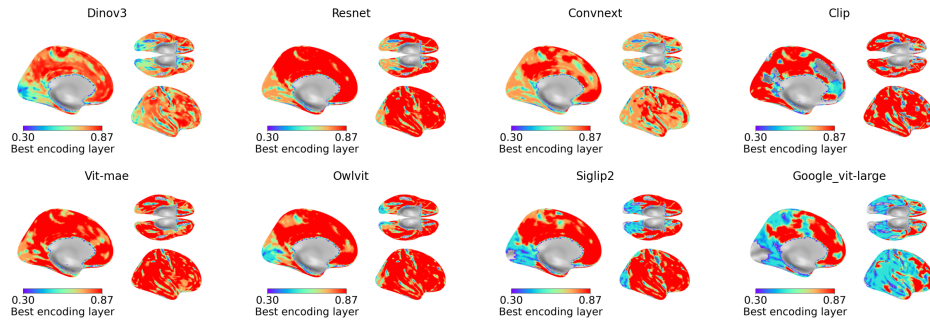 Dinov3
Resnet
Convnext
Clip
0.30 0.87
Best encoding layer
0.30 0.87
Best encoding layer
0.30 0.87
Best encoding layer
0.30 0.87
Best encoding layer
Vit-mae
Owlvit
Siglip2
Google_vit-large
0.30 0.87
Best encoding layer
0.30 0.87
Best encoding layer
0.30 0.87
Best encoding layer
0.30 0.87
Best encoding layer